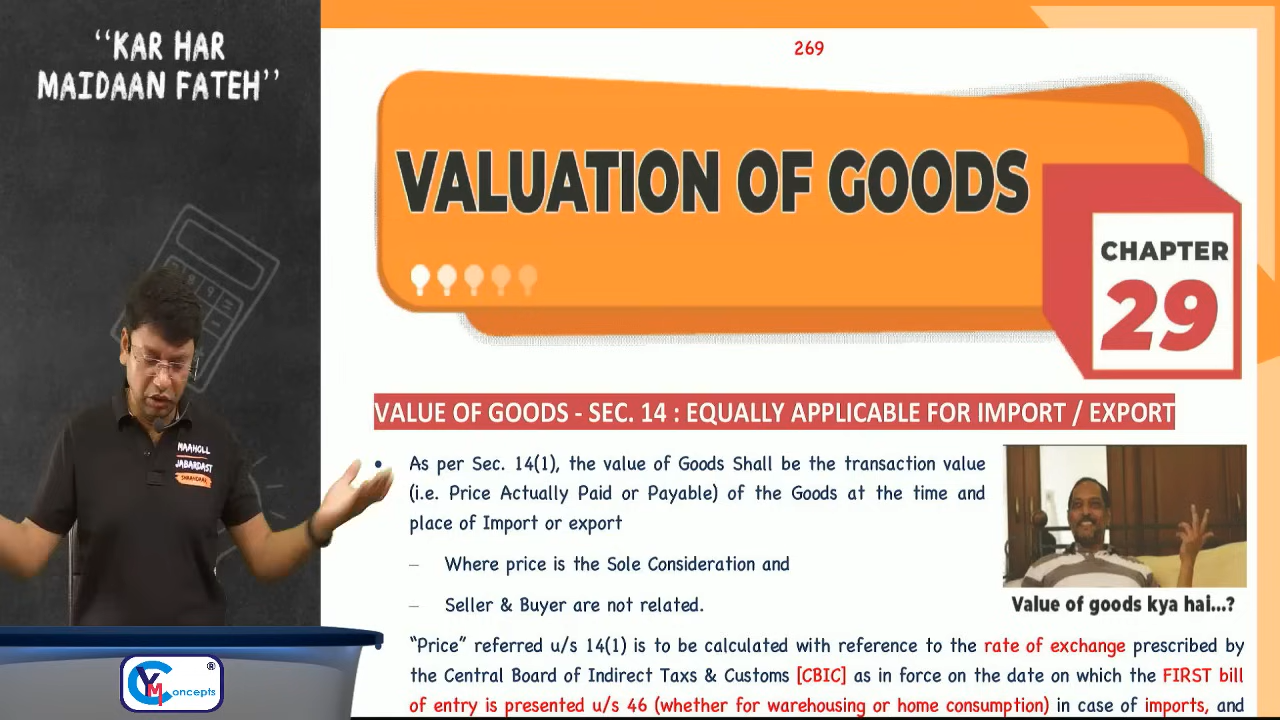 “KAR HAR
MAIDAAN FATEH”
269
VALUATION OF GOODS
CHAPTER
29
VALUE OF GOODS - SEC. 14 : EQUALLY APPLICABLE FOR IMPORT / EXPORT
• As per Sec. 14(1), the value of Goods Shall be the transaction value
(i.e. Price Actually Paid or Payable) of the Goods at the time and
place of Import or export
– Where price is the Sole Consideration and
– Seller & Buyer are not related.
Value of goods kya hai...?
• “Price” referred u/s 14(1) is to be calculated with reference to the rate of exchange prescribed by
the Central Board of Indirect Taxs & Customs [CBIC] as in force on the date on which the FIRST bill
of entry is presented u/s 46 (whether for warehousing or home consumption) in case of imports, and
MAAHOLL
JABARDAST
SHAANDAAR
CYM
oncepts
®